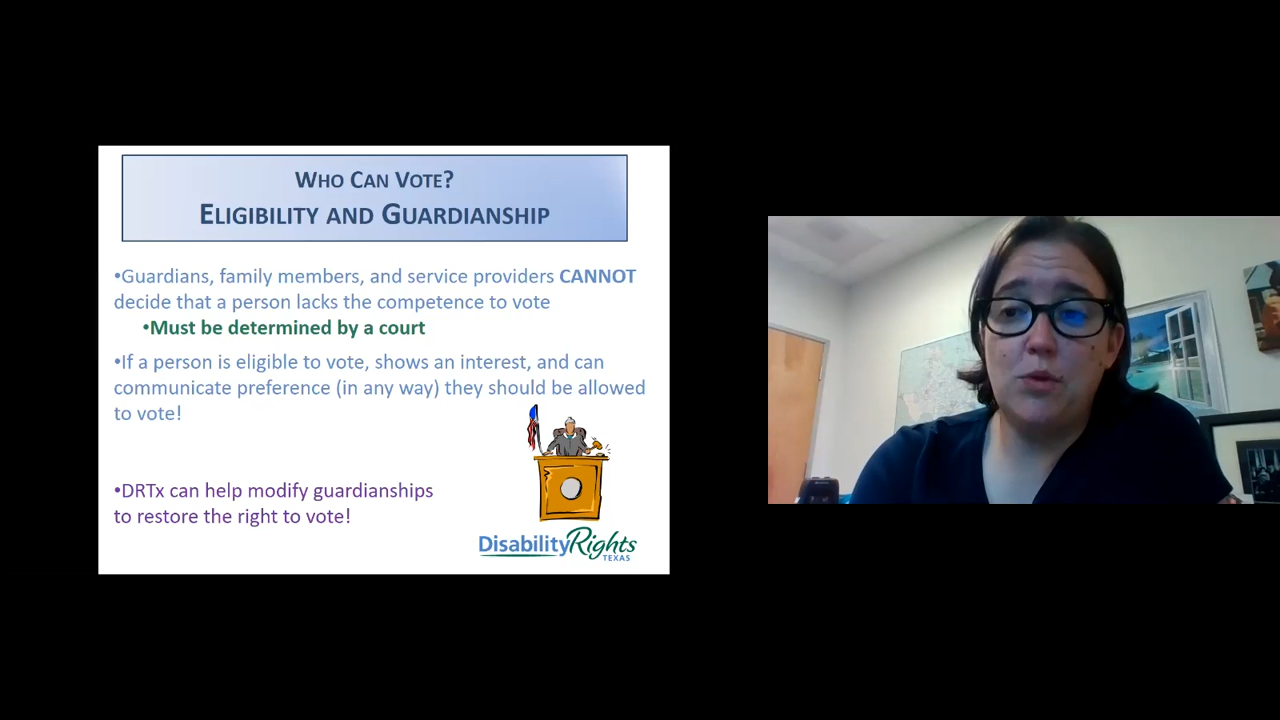 WHO CAN VOTE?
ELIGIBILITY AND GUARDIANSHIP
•Guardians, family members, and service providers CANNOT
decide that a person lacks the competence to vote
•Must be determined by a court
•If a person is eligible to vote, shows an interest, and can
communicate preference (in any way) they should be allowed
to vote!
•DRTx can help modify guardianships
to restore the right to vote!
DisabilityRights
TEXAS